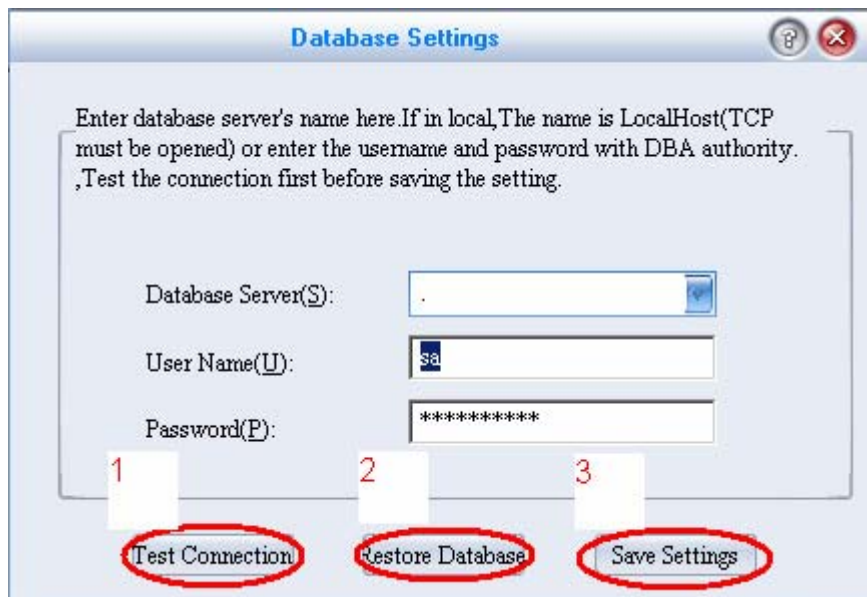 Database Settings
Enter database server's name here.If in local,The name is LocalHost(TCP
must be opened) or enter the username and password with DBA authority.
,Test the connection first before saving the setting.
Database Server(S):
.
User Name(U):
sa
Password(P):
**********
1
2
3
Test Connection
Restore Database
Save Settings